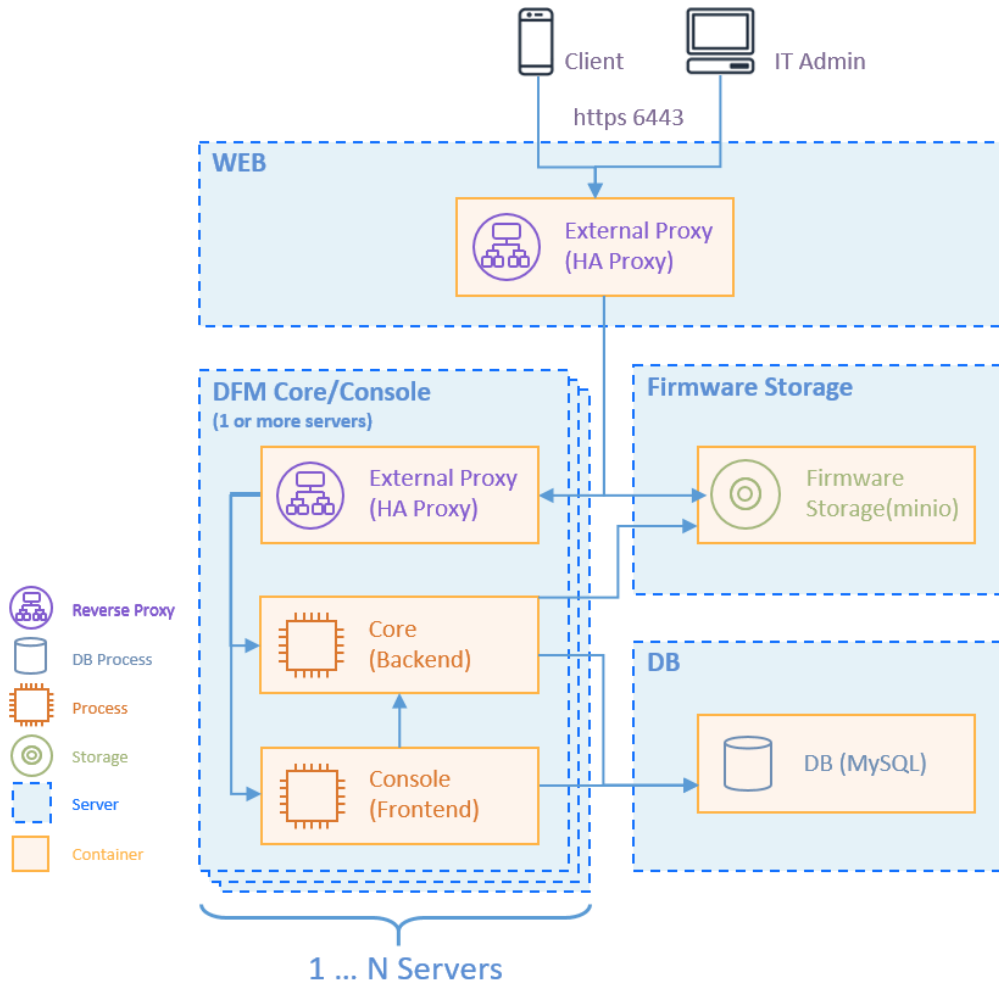 Client
IT Admin
https 6443
WEB
External Proxy
(HA Proxy)
DFM Core/Console
(1 or more servers)
External Proxy
(HA Proxy)
Core
(Backend)
Console
(Frontend)
Firmware Storage
Firmware
Storage(minio)
DB
DB (MySQL)
Reverse Proxy
DB Process
Process
Storage
Server
Container
1 ... N Servers